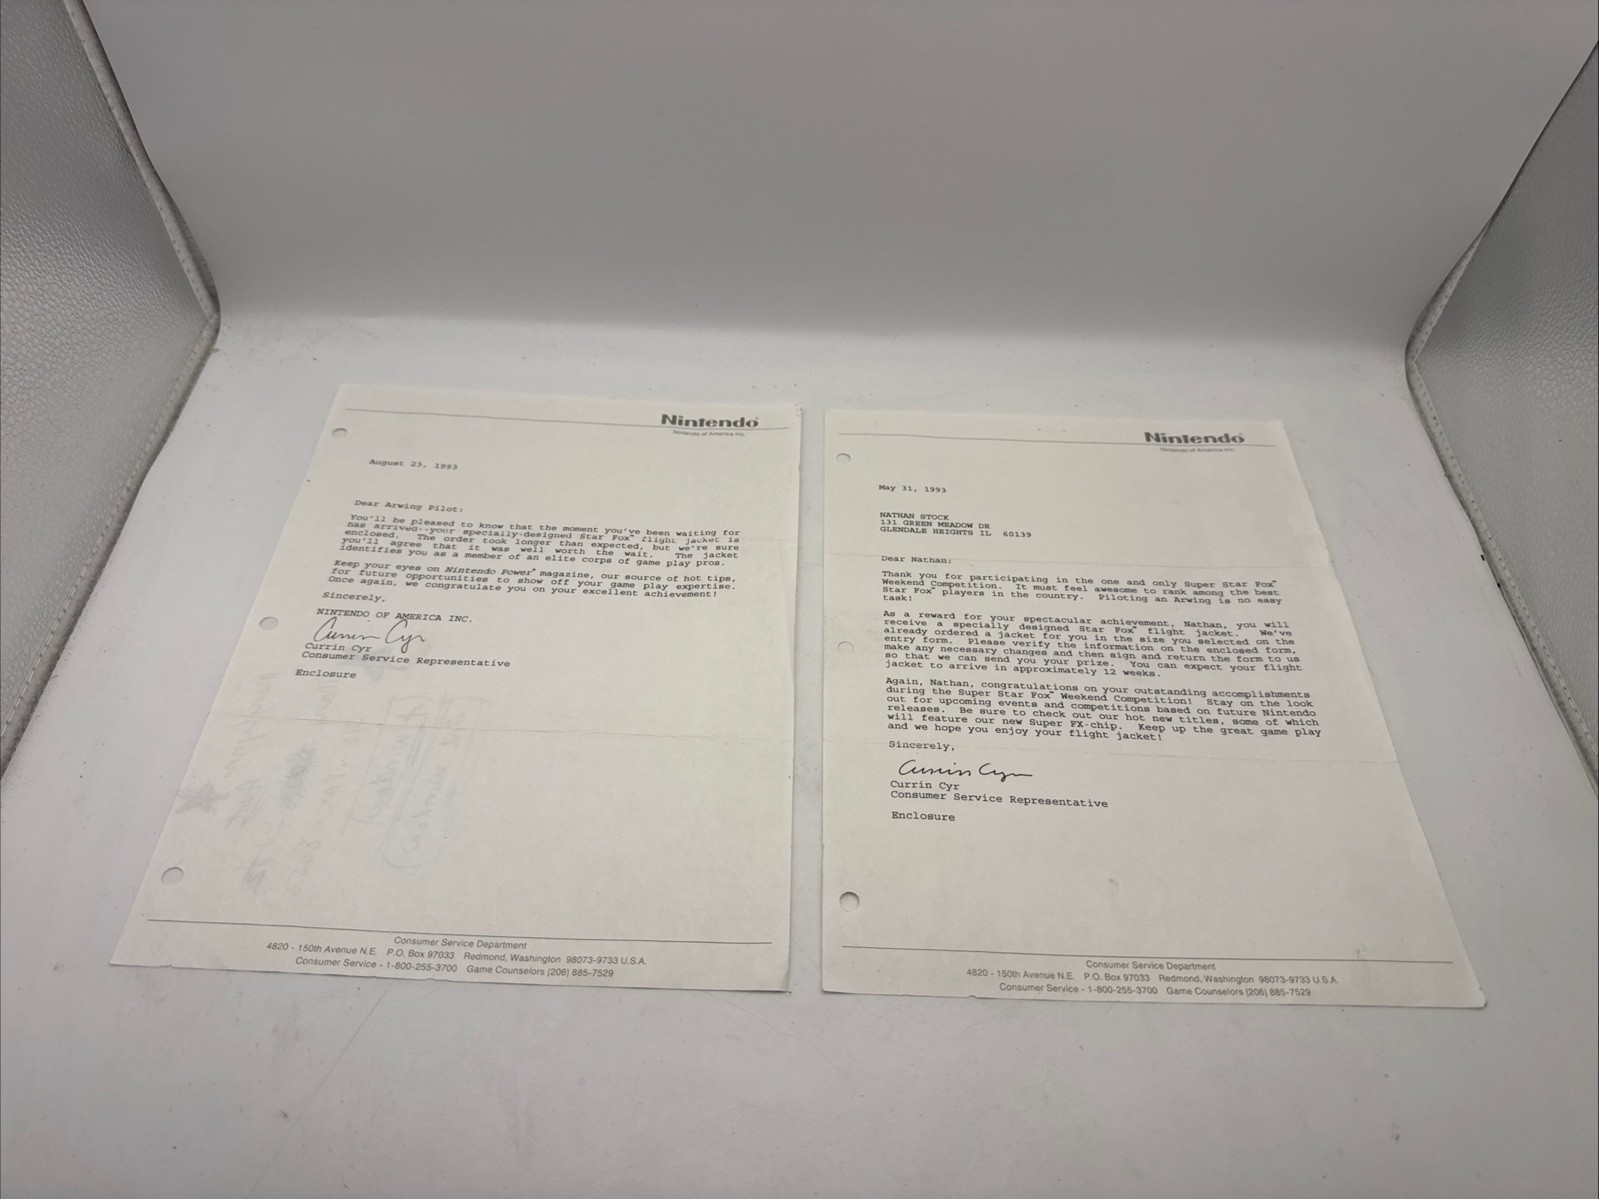 Nintendo
Nintendo of America Inc.
August 23, 1993
Dear Arwing Pilot:
You'll be pleased to know that the moment you've been waiting for
has arrived--your specially-designed Star Fox™ flight jacket is
enclosed. The order took longer than expected, but we're sure
you'll agree that it was well worth the wait. The jacket
identifies you as a member of an elite corps of game play pros.
Keep your eyes on Nintendo Power® magazine, our source of hot tips,
for future opportunities to show off your game play expertise.
Once again, we congratulate you on your excellent achievement!
Sincerely,
NINTENDO OF AMERICA INC.
Currin Cyr
Currin Cyr
Consumer Service Representative
Enclosure
Consumer Service Department
4820 - 150th Avenue N.E. P.O. Box 97033 Redmond, Washington 98073-9733 U.S.A.
Consumer Service - 1-800-255-3700 Game Counselors (206) 885-7529
Nintendo®
Nintendo of America Inc.
May 31, 1993
NATHAN STOCK
131 GREEN MEADOW DR
GLENDALE HEIGHTS IL 60139
Dear Nathan:
Thank you for participating in the one and only Super Star Fox™
Weekend Competition. It must feel awesome to rank among the best
Star Fox™ players in the country. Piloting an Arwing is no easy
task!
As a reward for your spectacular achievement, Nathan, you will
receive a specially designed Star Fox™ flight jacket. We've
already ordered a jacket for you in the size you selected on the
entry form. Please verify the information on the enclosed form,
make any necessary changes and then sign and return the form to us
so that we can send you your prize. You can expect your flight
jacket to arrive in approximately 12 weeks.
Again, Nathan, congratulations on your outstanding accomplishments
during the Super Star Fox™ Weekend Competition! Stay on the look
out for upcoming events and competitions based on future Nintendo
releases. Be sure to check out our hot new titles, some of which
will feature our new Super FX-chip. Keep up the great game play
and we hope you enjoy your flight jacket!
Sincerely,
Currin Cyr
Currin Cyr
Consumer Service Representative
Enclosure
Consumer Service Department
4820 - 150th Avenue N.E. P.O. Box 97033 Redmond, Washington 98073-9733 U.S.A.
Consumer Service - 1-800-255-3700 Game Counselors (206) 885-7529